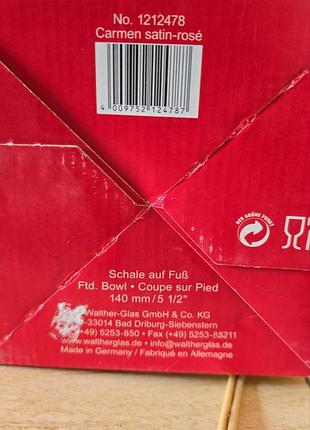 No. 1212478
Carmen satin-rosé
4 009752 124787
DER GRÜNE PUNKT
Schale auf Fuß
Ftd. Bowl • Coupe sur Pied
140 mm / 5 1/2"
Walther-Glas GmbH & Co. KG
-33014 Bad Driburg-Siebenstern
(+49) 5253-850 • Fax (+49) 5253-85211
www.waltherglas.de • info@waltherglas.de
Made in Germany / Fabriqué en Allemagne